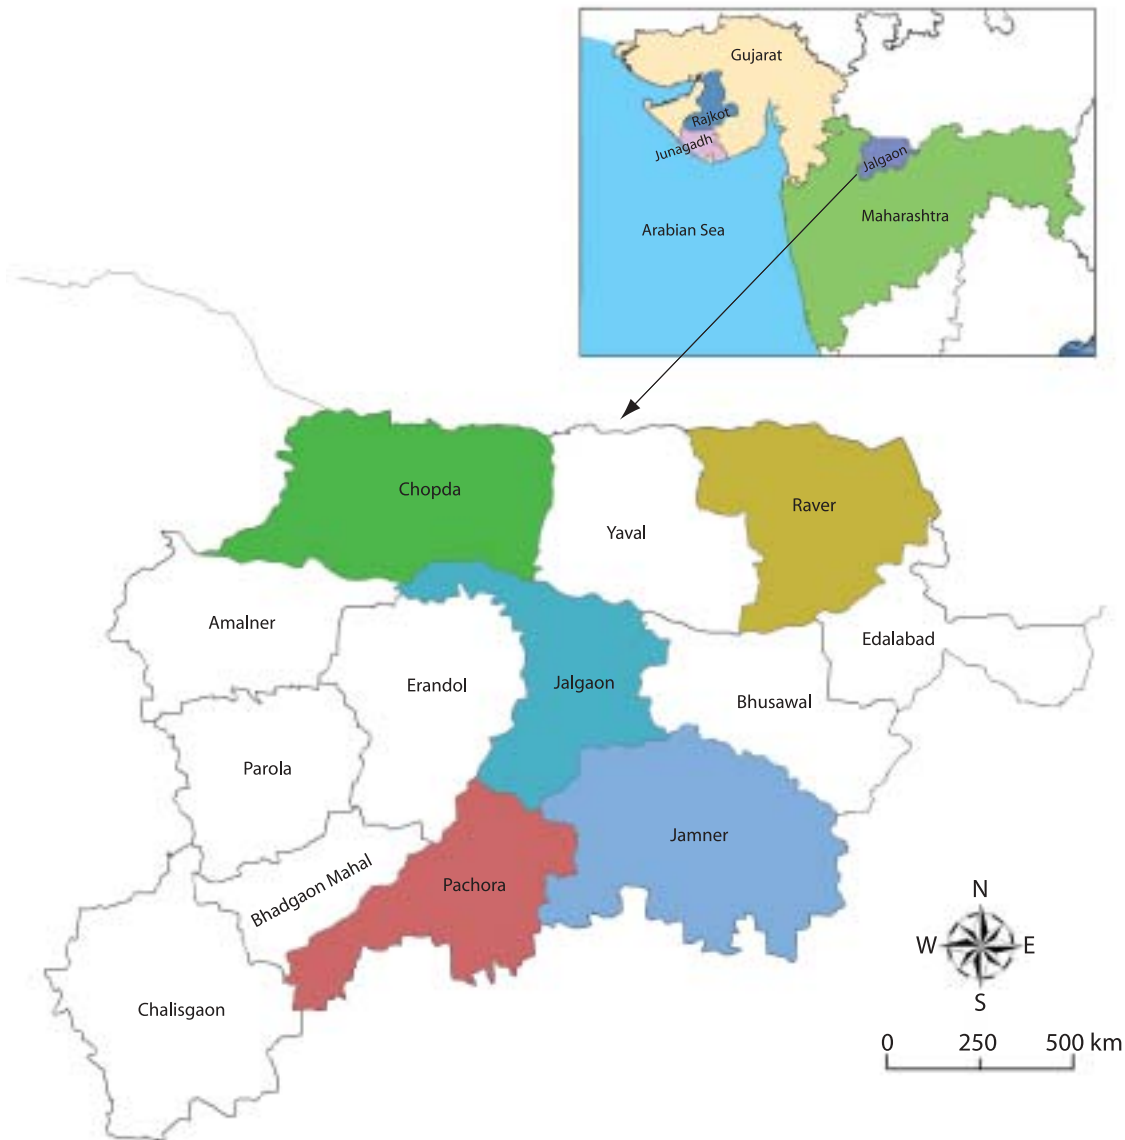 Gujarat
Rajkot
Junagadh
Jalgaon
Maharashtra
Arabian Sea
Chopda
Raver
Yaval
Amalner
Edalabad
Erandol
Jalgaon
Bhusawal
Parola
Jamner
Bhadgaon Mahal
Pachora
Chalisgaon
N
W E
S
0 250 500 km